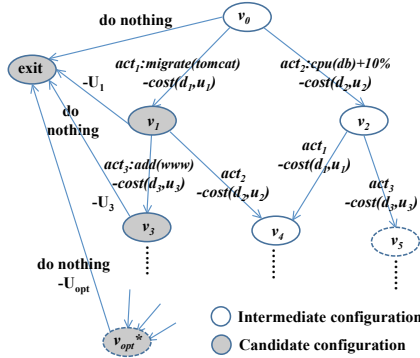 do nothing
v0
exit
act1:migrate(tomcat)
-cost(d1,u1)
act2:cpu(db)+10%
-cost(d2,u2)
-U1
do
nothing
v1
v2
act3:add(www)
-cost(d3,u3)
act2
-cost(d2,u2)
act1
-cost(d1,u1)
act3
-cost(d3,u3)
-U3
v3
v4
v5
do nothing
-Uopt
vopt*
Intermediate configuration
Candidate configuration